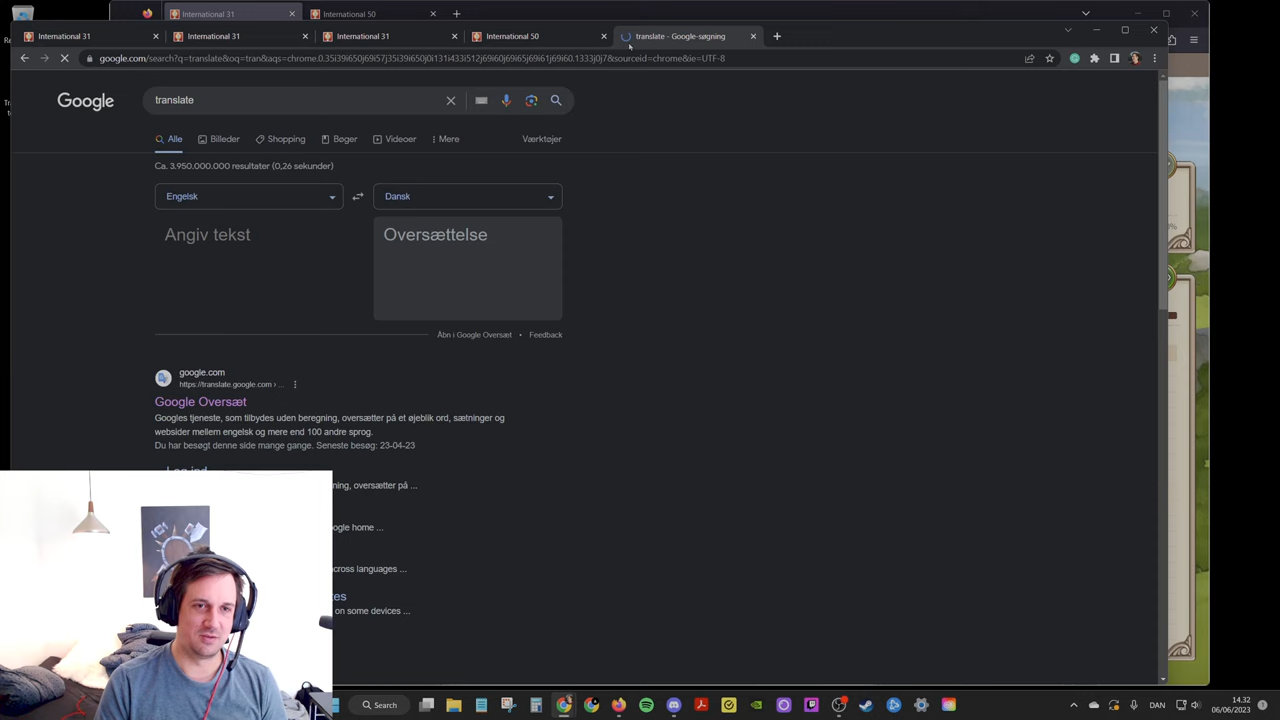 International 31
International 50
International 31
International 31
International 31
International 50
translate - Google-søgning
google.com/search?q=translate&oq=tran&aqs=chrome.0.35i39i650j69i57j35i39i650j0i131i433i512j69i60j69i65j69i61j69i60.1333j0j7&sourceid=chrome&ie=UTF-8
Google
translate
Alle
Billeder
Shopping
Bøger
Videoer
Mere
Værktøjer
Ca. 3.950.000.000 resultater (0,26 sekunder)
Engelsk
Dansk
Angiv tekst
Oversættelse
Åbn i Google Oversæt • Feedback
google.com
https://translate.google.com › ...
Google Oversæt
Googles tjeneste, som tilbydes uden beregning, oversætter på et øjeblik ord, sætninger og
websider mellem engelsk og mere end 100 andre sprog.
Du har besøgt denne side mange gange. Seneste besøg: 23-04-23
Log ind
ning, oversætter på ...
ogle home ...
across languages ...
es
on some devices ...
Search
DAN
14.32
06/06/2023